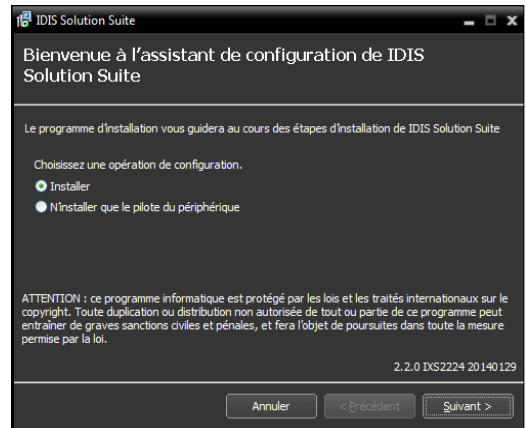 IDIS Solution Suite
Bienvenue à l'assistant de configuration de IDIS
Solution Suite
Le programme d'installation vous guidera au cours des étapes d'installation de IDIS Solution Suite
Choisissez une opération de configuration.
Installer
N'installer que le pilote du périphérique
ATTENTION : ce programme informatique est protégé par les lois et les traités internationaux sur le
copyright. Toute duplication ou distribution non autorisée de tout ou partie de ce programme peut
entraîner de graves sanctions civiles et pénales, et fera l'objet de poursuites dans toute la mesure
permise par la loi.
2.2.0 IXS2224 20140129
Annuler
< Précédent
Suivant >